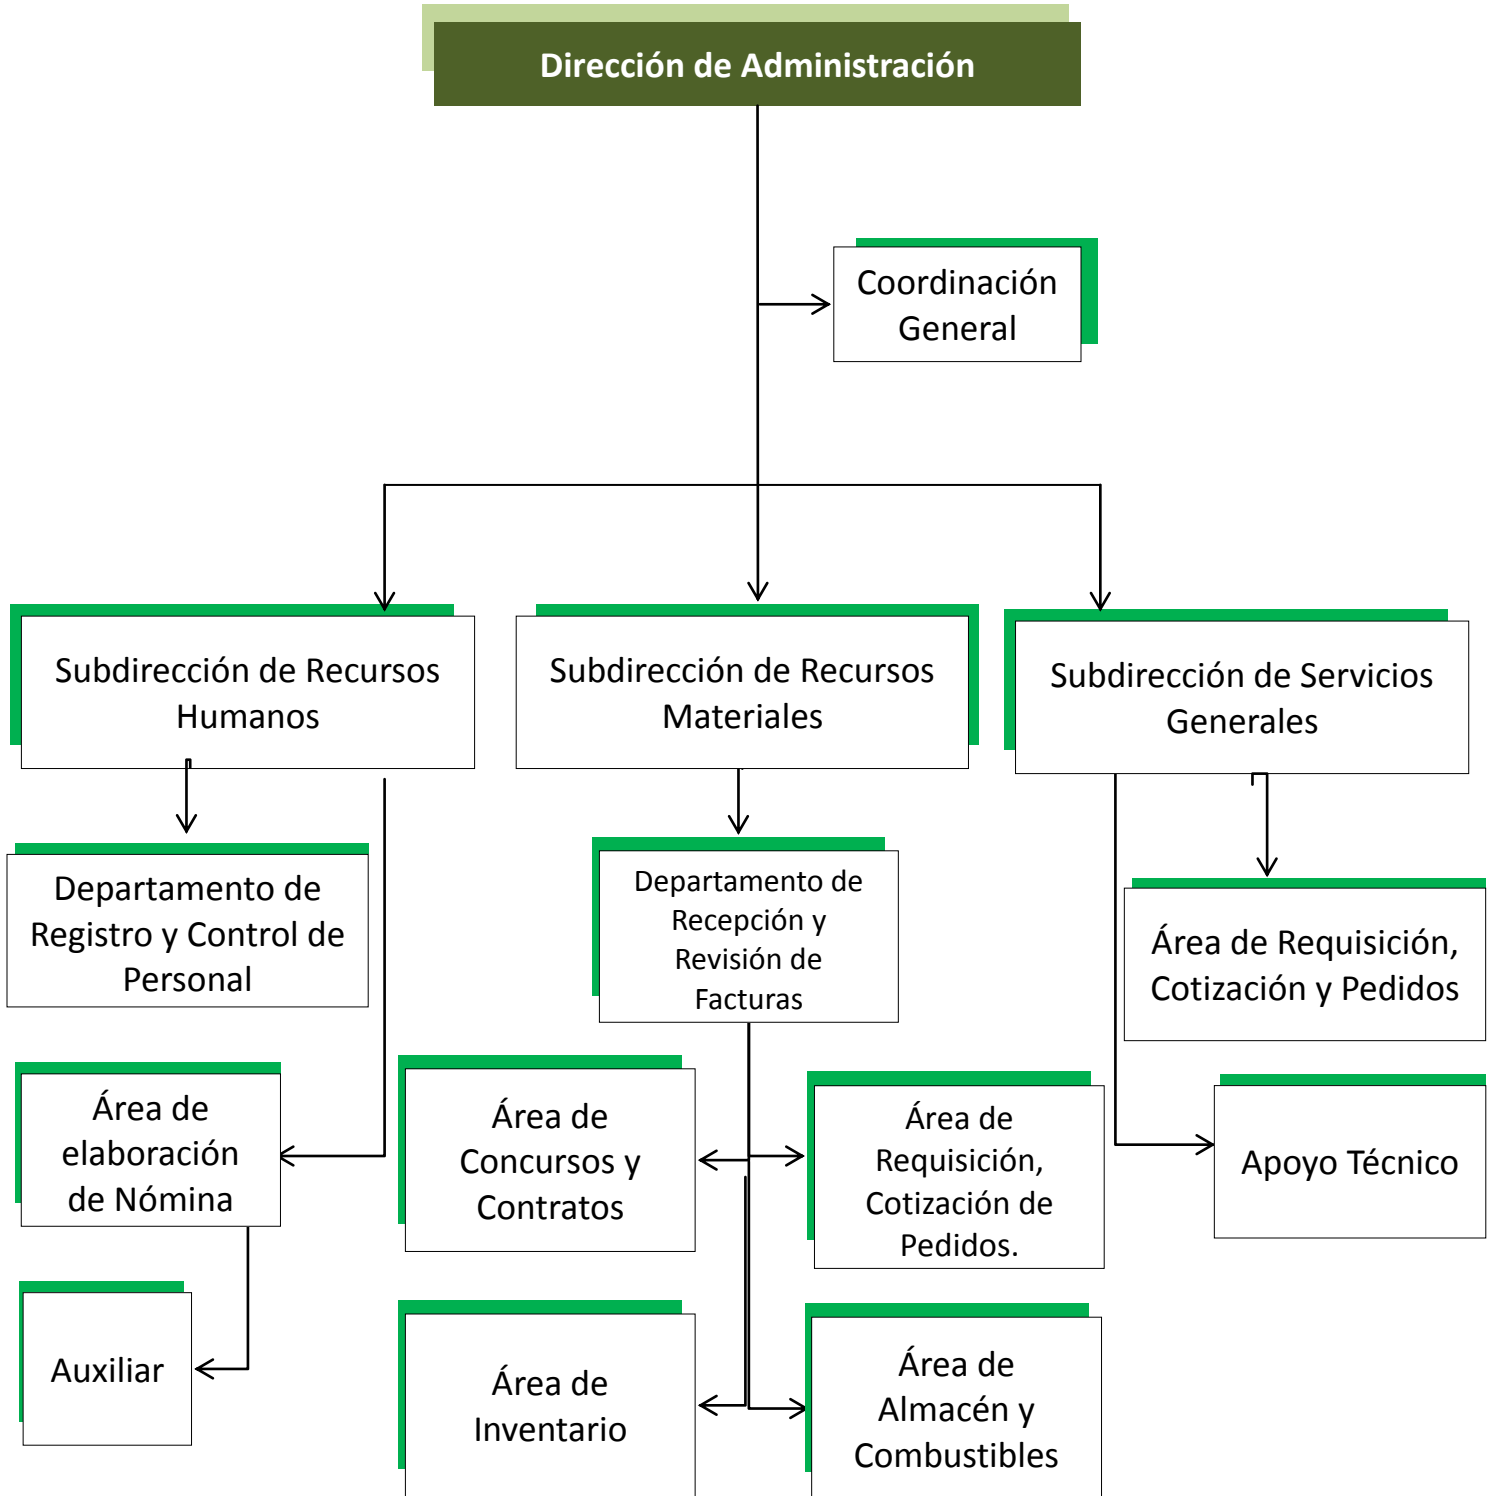 Dirección de Administración
Coordinación
General
Subdirección de Recursos
Humanos
Subdirección de Recursos
Materiales
Subdirección de Servicios
Generales
Departamento de
Registro y Control de
Personal
Departamento de
Recepción y
Revisión de
Facturas
Área de Requisición,
Cotización y Pedidos
Área de
elaboración
de Nómina
Área de
Concursos y
Contratos
Área de
Requisición,
Cotización de
Pedidos.
Apoyo Técnico
Auxiliar
Área de
Inventario
Área de
Almacén y
Combustibles